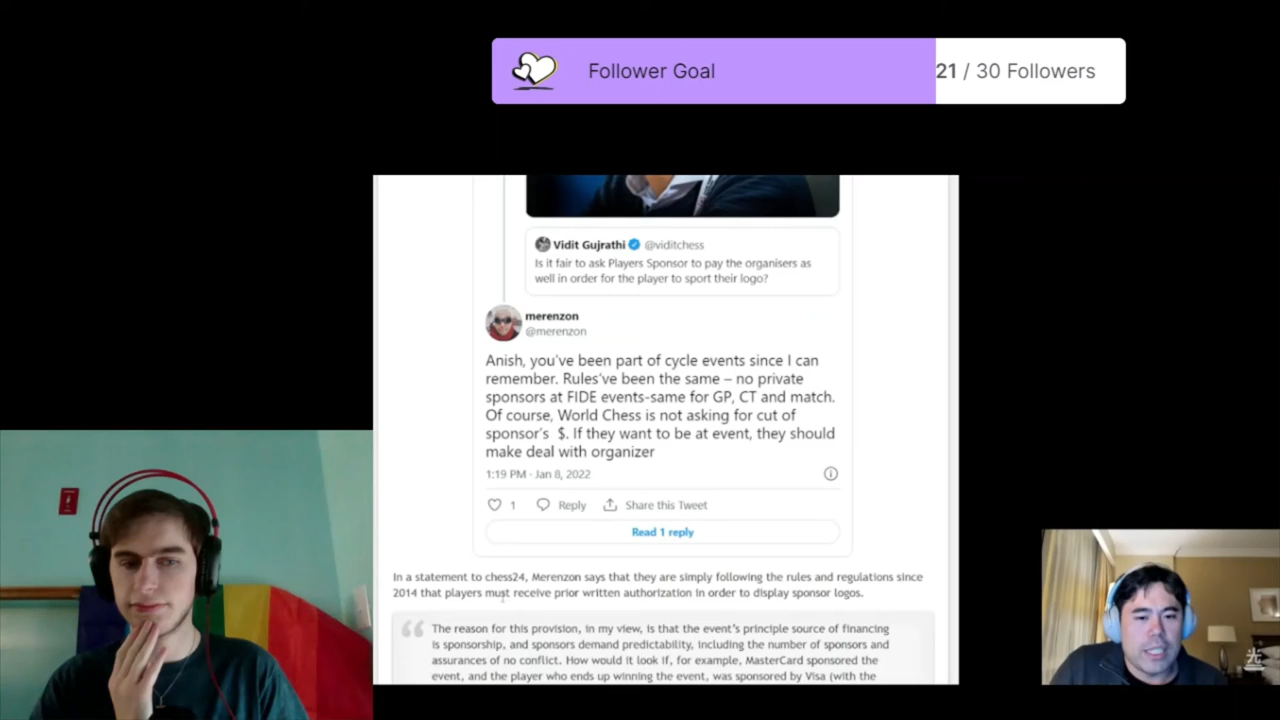 Follower Goal
21 / 30 Followers
Vidit Gujrathi @viditchess
Is it fair to ask Players Sponsor to pay the organisers as
well in order for the player to sport their logo?
merenzon
@merenzon
Anish, you've been part of cycle events since I can
remember. Rules've been the same – no private
sponsors at FIDE events-same for GP, CT and match.
Of course, World Chess is not asking for cut of
sponsor's $. If they want to be at event, they should
make deal with organizer
1:19 PM · Jan 8, 2022
1 Reply Share this Tweet
Read 1 reply
In a statement to chess24, Merenzon says that they are simply following the rules and regulations since
2014 that players must receive prior written authorization in order to display sponsor logos.
The reason for this provision, in my view, is that the event's principle source of financing
is sponsorship, and sponsors demand predictability, including the number of sponsors and
assurances of no conflict. How would it look if, for example, MasterCard sponsored the
event, and the player who ends up winning the event, was sponsored by Visa (with the
光